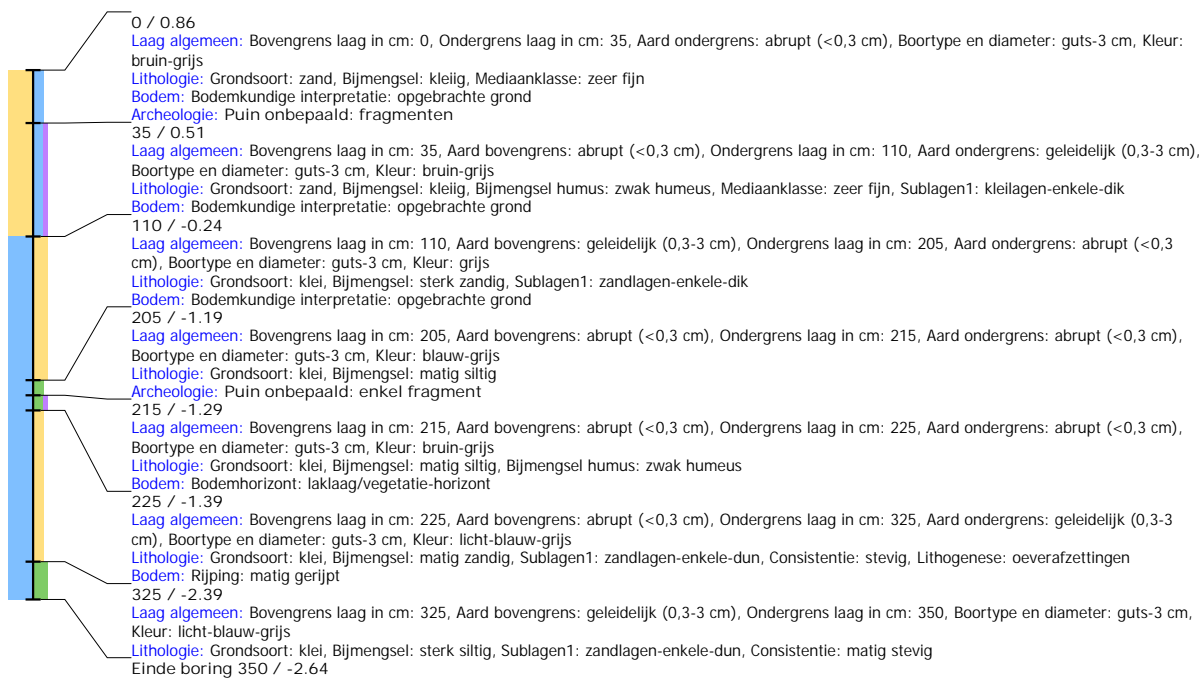 0 / 0.86
Laag algemeen: Bovengrens laag in cm: 0, Ondergrens laag in cm: 35, Aard ondergrens: abrupt (<0,3 cm), Boortype en diameter: guts-3 cm, Kleur:
bruin-grijs
Lithologie: Grondsoort: zand, Bijmengsel: kleiig, Mediaanklasse: zeer fijn
Bodem: Bodemkundige interpretatie: opgebrachte grond
Archeologie: Puin onbepaald: fragmenten
35 / 0.51
Laag algemeen: Bovengrens laag in cm: 35, Aard bovengrens: abrupt (<0,3 cm), Ondergrens laag in cm: 110, Aard ondergrens: geleidelijk (0,3-3 cm),
Boortype en diameter: guts-3 cm, Kleur: bruin-grijs
Lithologie: Grondsoort: zand, Bijmengsel: kleiig, Bijmengsel humus: zwak humeus, Mediaanklasse: zeer fijn, Sublagen1: kleilagen-enkele-dik
Bodem: Bodemkundige interpretatie: opgebrachte grond
110 / -0.24
Laag algemeen: Bovengrens laag in cm: 110, Aard bovengrens: geleidelijk (0,3-3 cm), Ondergrens laag in cm: 205, Aard ondergrens: abrupt (<0,3
cm), Boortype en diameter: guts-3 cm, Kleur: grijs
Lithologie: Grondsoort: klei, Bijmengsel: sterk zandig, Sublagen1: zandlagen-enkele-dik
Bodem: Bodemkundige interpretatie: opgebrachte grond
205 / -1.19
Laag algemeen: Bovengrens laag in cm: 205, Aard bovengrens: abrupt (<0,3 cm), Ondergrens laag in cm: 215, Aard ondergrens: abrupt (<0,3 cm),
Boortype en diameter: guts-3 cm, Kleur: blauw-grijs
Lithologie: Grondsoort: klei, Bijmengsel: matig siltig
Archeologie: Puin onbepaald: enkel fragment
215 / -1.29
Laag algemeen: Bovengrens laag in cm: 215, Aard bovengrens: abrupt (<0,3 cm), Ondergrens laag in cm: 225, Aard ondergrens: abrupt (<0,3 cm),
Boortype en diameter: guts-3 cm, Kleur: bruin-grijs
Lithologie: Grondsoort: klei, Bijmengsel: matig siltig, Bijmengsel humus: zwak humeus
Bodem: Bodemhorizont: laklaag/vegetatie-horizont
225 / -1.39
Laag algemeen: Bovengrens laag in cm: 225, Aard bovengrens: abrupt (<0,3 cm), Ondergrens laag in cm: 325, Aard ondergrens: geleidelijk (0,3-3
cm), Boortype en diameter: guts-3 cm, Kleur: licht-blauw-grijs
Lithologie: Grondsoort: klei, Bijmengsel: matig zandig, Sublagen1: zandlagen-enkele-dun, Consistentie: stevig, Lithogenese: oeverafzettingen
Bodem: Rijping: matig gerijpt
325 / -2.39
Laag algemeen: Bovengrens laag in cm: 325, Aard bovengrens: geleidelijk (0,3-3 cm), Ondergrens laag in cm: 350, Boortype en diameter: guts-3 cm,
Kleur: licht-blauw-grijs
Lithologie: Grondsoort: klei, Bijmengsel: sterk siltig, Sublagen1: zandlagen-enkele-dun, Consistentie: matig stevig
Einde boring 350 / -2.64